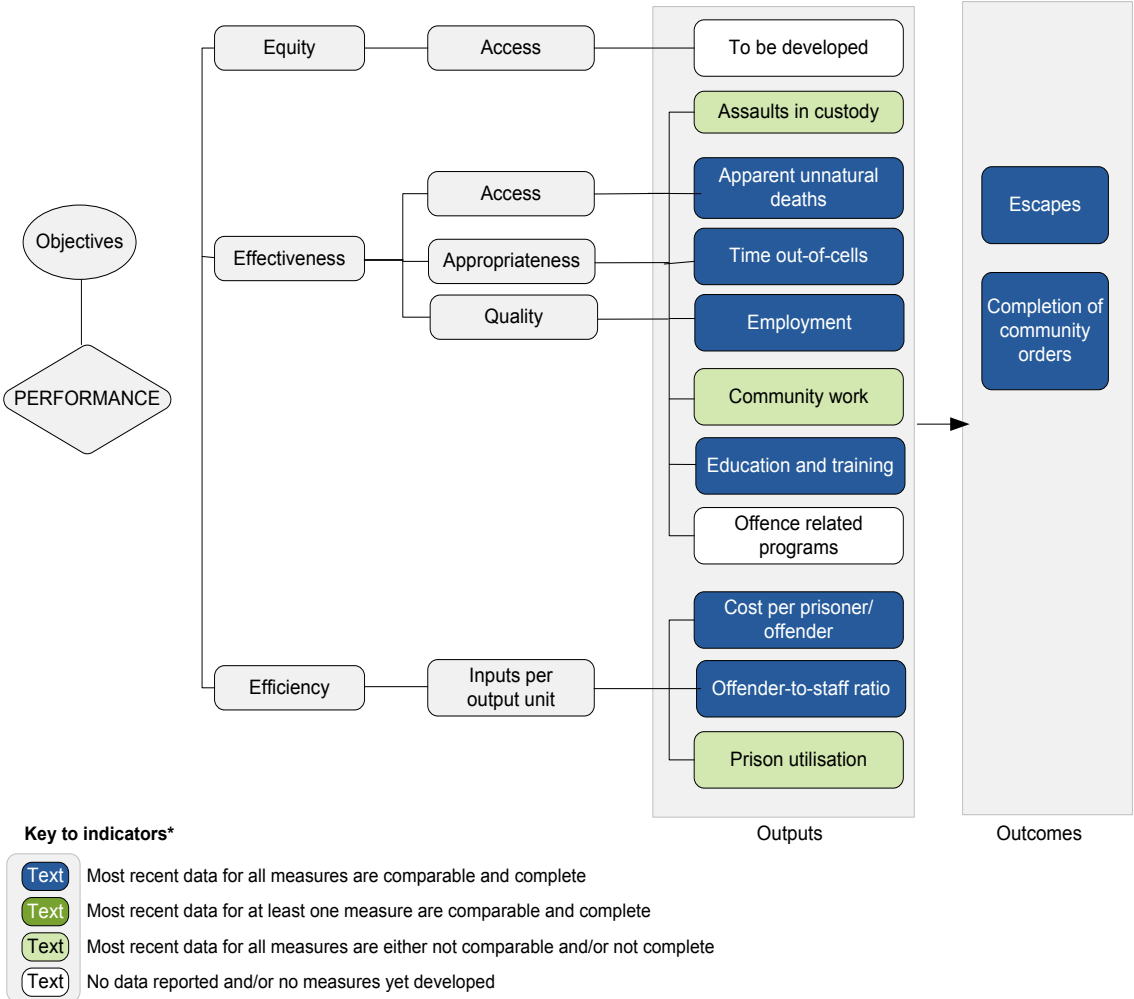 Equity
Access
To be developed
Assaults in custody
Access
Apparent unnatural
deaths
Escapes
Objectives
Effectiveness
Appropriateness
Time out-of-cells
Quality
Employment
Completion of
community
orders
PERFORMANCE
Community work
Education and training
Offence related
programs
Cost per prisoner/
offender
Efficiency
Inputs per
output unit
Offender-to-staff ratio
Prison utilisation
Outputs
Outcomes
Key to indicators*
Text Most recent data for all measures are comparable and complete
Text Most recent data for at least one measure are comparable and complete
Text Most recent data for all measures are either not comparable and/or not complete
Text No data reported and/or no measures yet developed